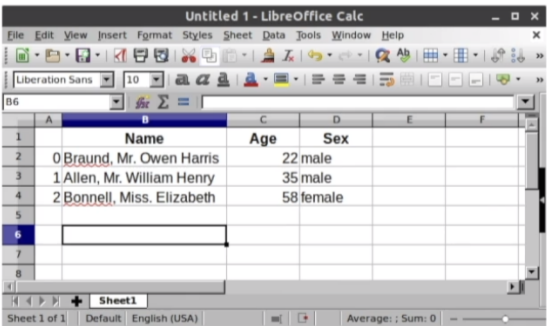 Untitled 1 - LibreOffice Calc
File Edit View Insert Format Styles Sheet Data Tools Window Help
Liberation Sans 10
B6
A B C D E F
1 Name Age Sex
2 0 Braund, Mr. Owen Harris 22 male
3 1 Allen, Mr. William Henry 35 male
4 2 Bonnell, Miss. Elizabeth 58 female
5
6
7
8
Sheet1
Sheet 1 of 1 Default English (USA) Average: ; Sum: 0